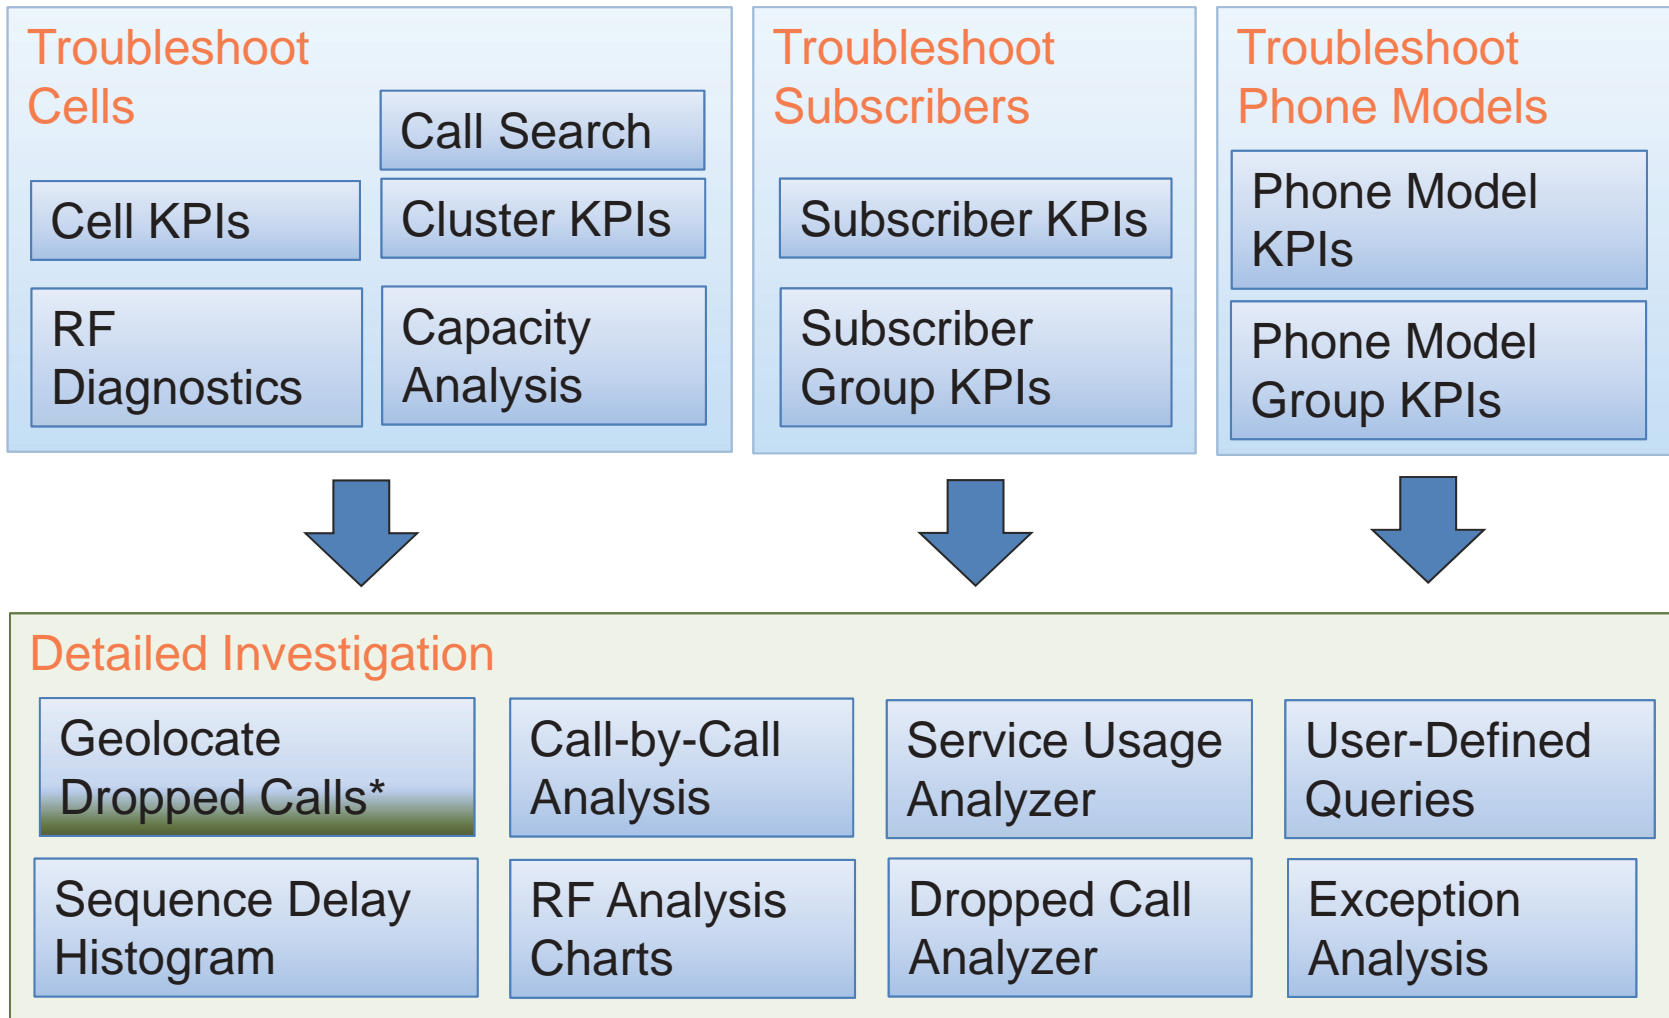 Troubleshoot
Cells
Call Search
Cell KPIs
Cluster KPIs
RF
Diagnostics
Capacity
Analysis
Troubleshoot
Subscribers
Subscriber KPIs
Subscriber
Group KPIs
Troubleshoot
Phone Models
Phone Model
KPIs
Phone Model
Group KPIs
Detailed Investigation
Geolocate
Dropped Calls*
Call-by-Call
Analysis
Service Usage
Analyzer
User-Defined
Queries
Sequence Delay
Histogram
RF Analysis
Charts
Dropped Call
Analyzer
Exception
Analysis